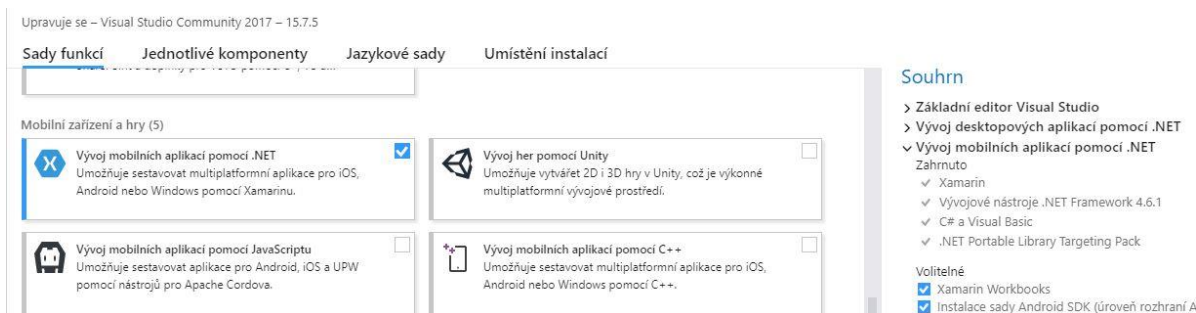 Upravuje se – Visual Studio Community 2017 – 15.7.5
Sady funkcí Jednotlivé komponenty Jazykové sady Umístění instalací
Mobilní zařízení a hry (5)
Vývoj mobilních aplikací pomocí .NET
Umožňuje sestavovat multiplatformní aplikace pro iOS,
Android nebo Windows pomocí Xamarinu.
Vývoj her pomocí Unity
Umožňuje vytvářet 2D i 3D hry v Unity, což je výkonné
multiplatformní vývojové prostředí.
Vývoj mobilních aplikací pomocí JavaScriptu
Umožňuje sestavovat aplikace pro Android, iOS a UPW
pomocí nástrojů pro Apache Cordova.
Vývoj mobilních aplikací pomocí C++
Umožňuje sestavovat multiplatformní aplikace pro iOS,
Android nebo Windows pomocí C++.
Souhrn
Základní editor Visual Studio
Vývoj desktopových aplikací pomocí .NET
Vývoj mobilních aplikací pomocí .NET
Zahrnuto
Xamarin
Vývojové nástroje .NET Framework 4.6.1
C# a Visual Basic
.NET Portable Library Targeting Pack
Volitelné
Xamarin Workbooks
Instalace sady Android SDK (úroveň rozhraní A